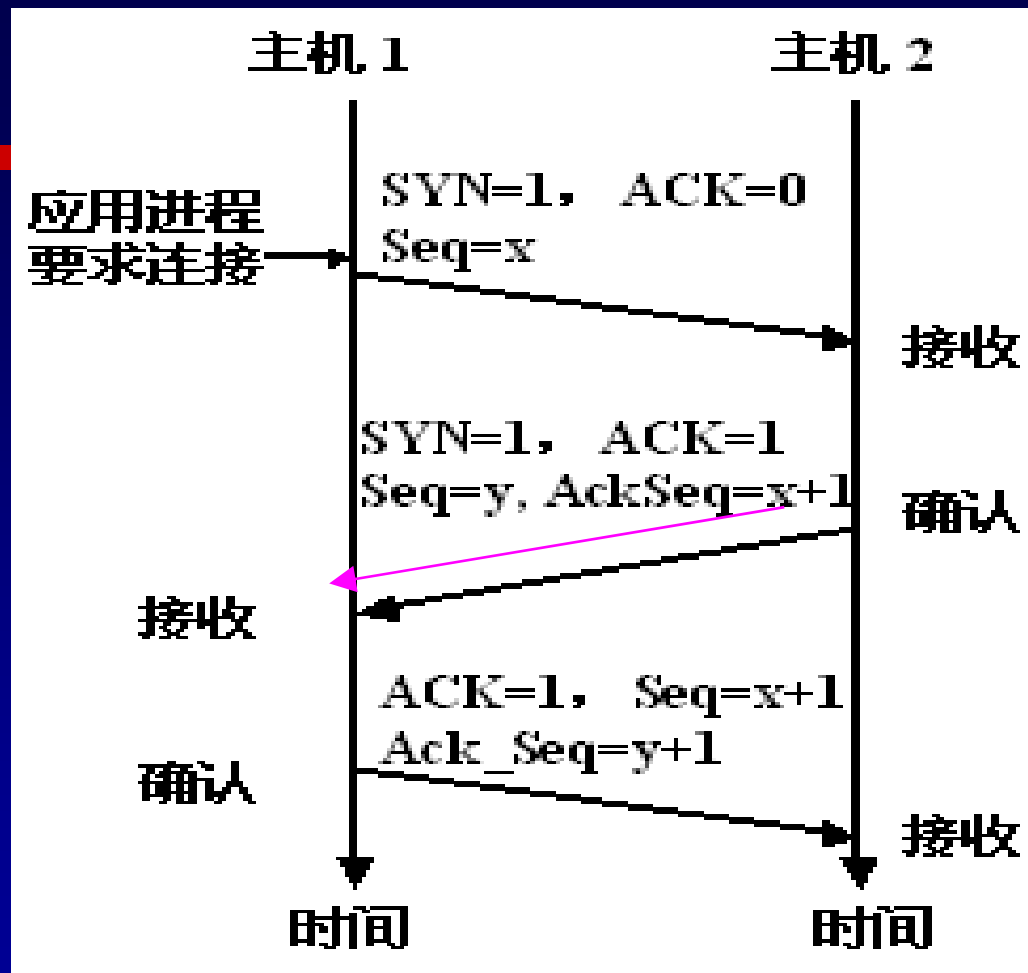 主机 1
主机 2
SYN=1， ACK=0
应用进程
Seq=x
要求连接
接收
SYN=1， ACK=1
Seq=y, AckSeq=x+1
确认
接收
ACK=1， Seq=x+1
Ack_Seq=y+1
确认
接收
时间
时间